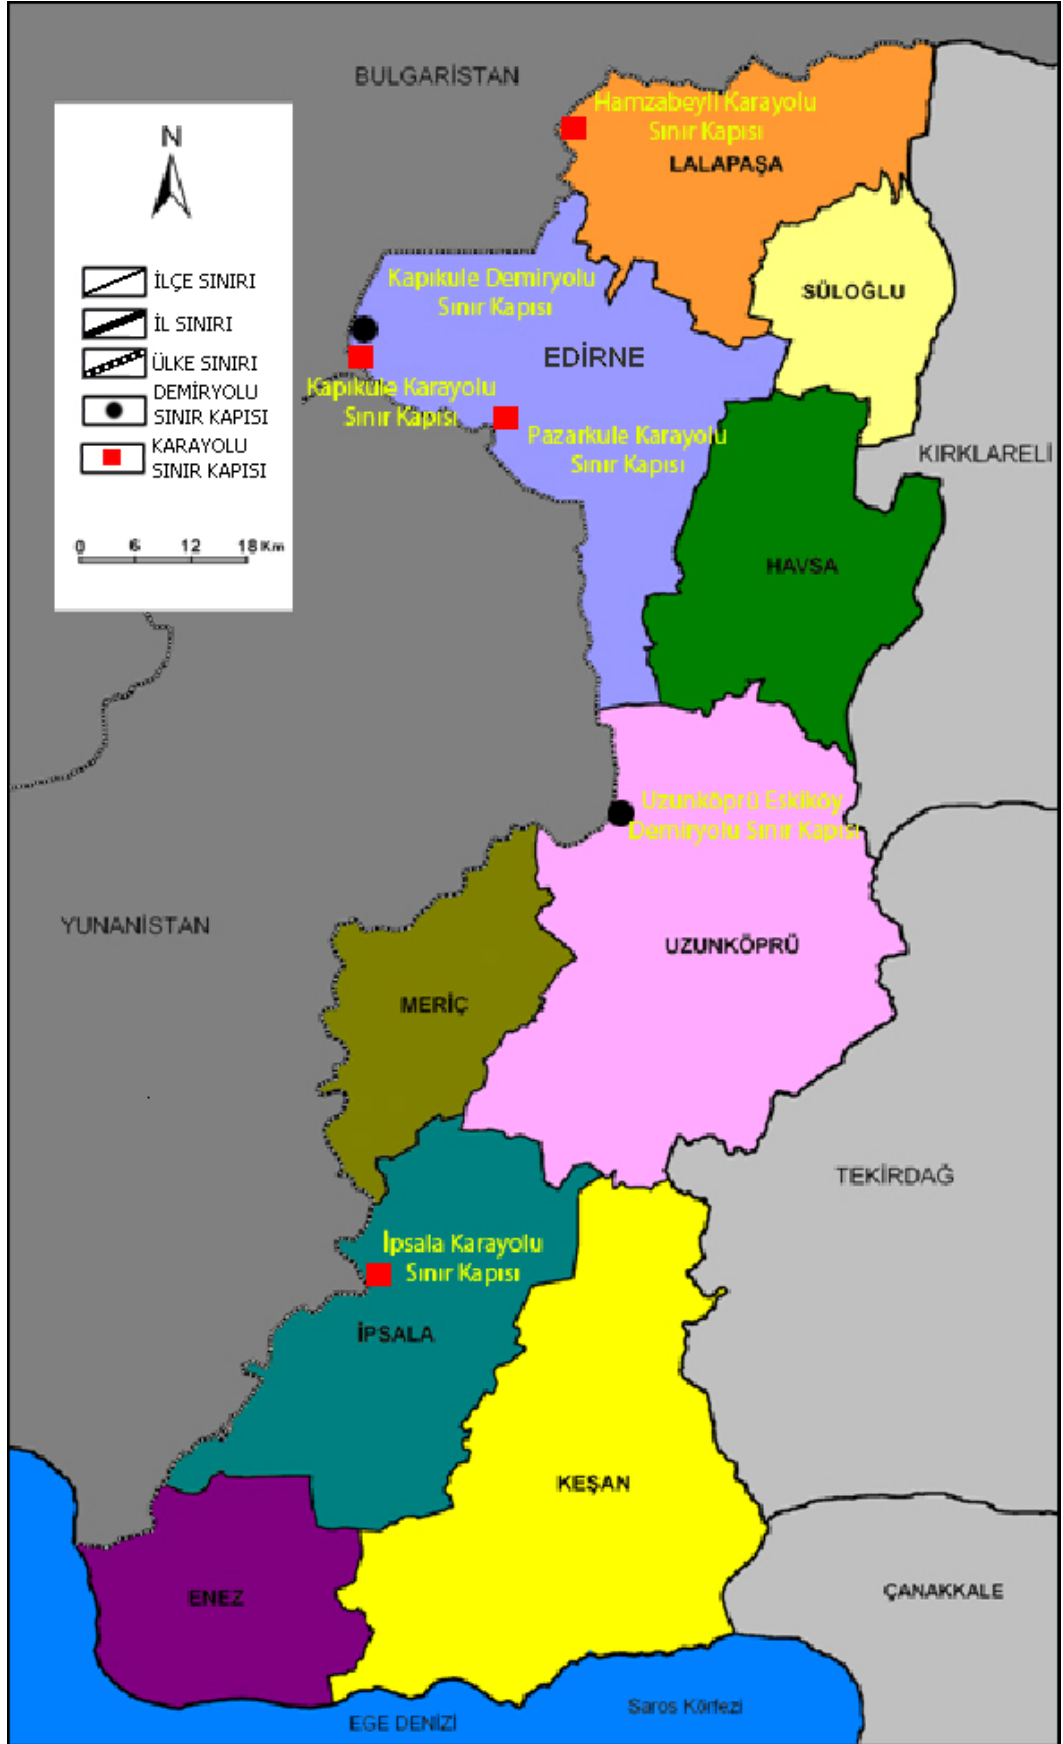 BULGARİSTAN
Hamzabeyli Karayolu
Sınır Kapısı
LALAPAŞA
N
İLÇE SINIRI
İL SINIRI
ÜLKE SINIRI
DEMİRYOLU
SINIR KAPISI
KARAYOLU
SINIR KAPISI
0 6 12 18 Km
Kapıkule Demiryolu
Sınır Kapısı
SÜLOĞLU
EDİRNE
Kapıkule Karayolu
Sınır Kapısı
Pazarkule Karayolu
Sınır Kapısı
KIRKLARELİ
HAVSA
Uzunköprü Eskiköy
Demiryolu Sınır Kapısı
YUNANİSTAN
UZUNKÖPRÜ
MERİÇ
TEKİRDAĞ
İpsala Karayolu
Sınır Kapısı
İPSALA
KEŞAN
ENEZ
ÇANAKKALE
Saros Körfezi
EGE DENİZİ